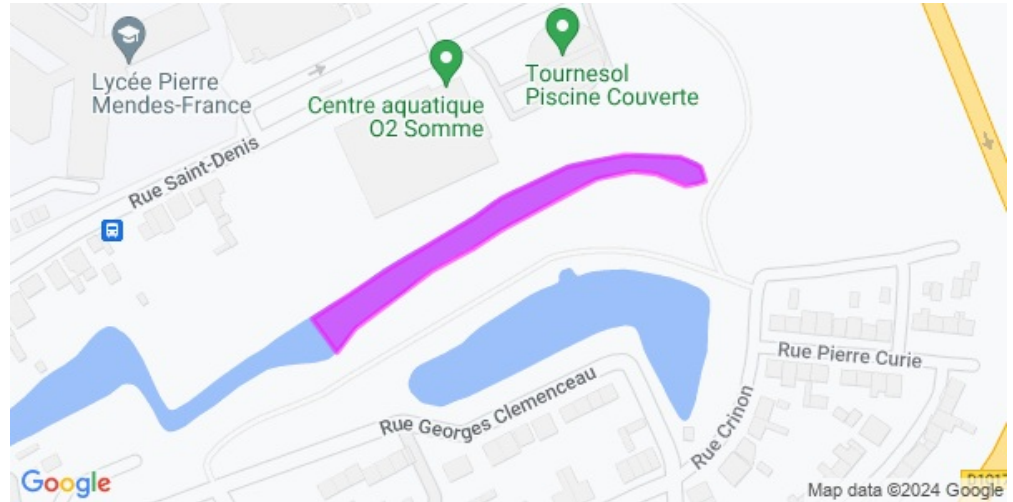 Lycée Pierre
Mendes-France
Tournesol
Piscine Couverte
Centre aquatique
O2 Somme
Rue Saint-Denis
Rue Pierre Curie
Rue Georges Clemenceau
Rue Crinon
Google
Map data ©2024 Google